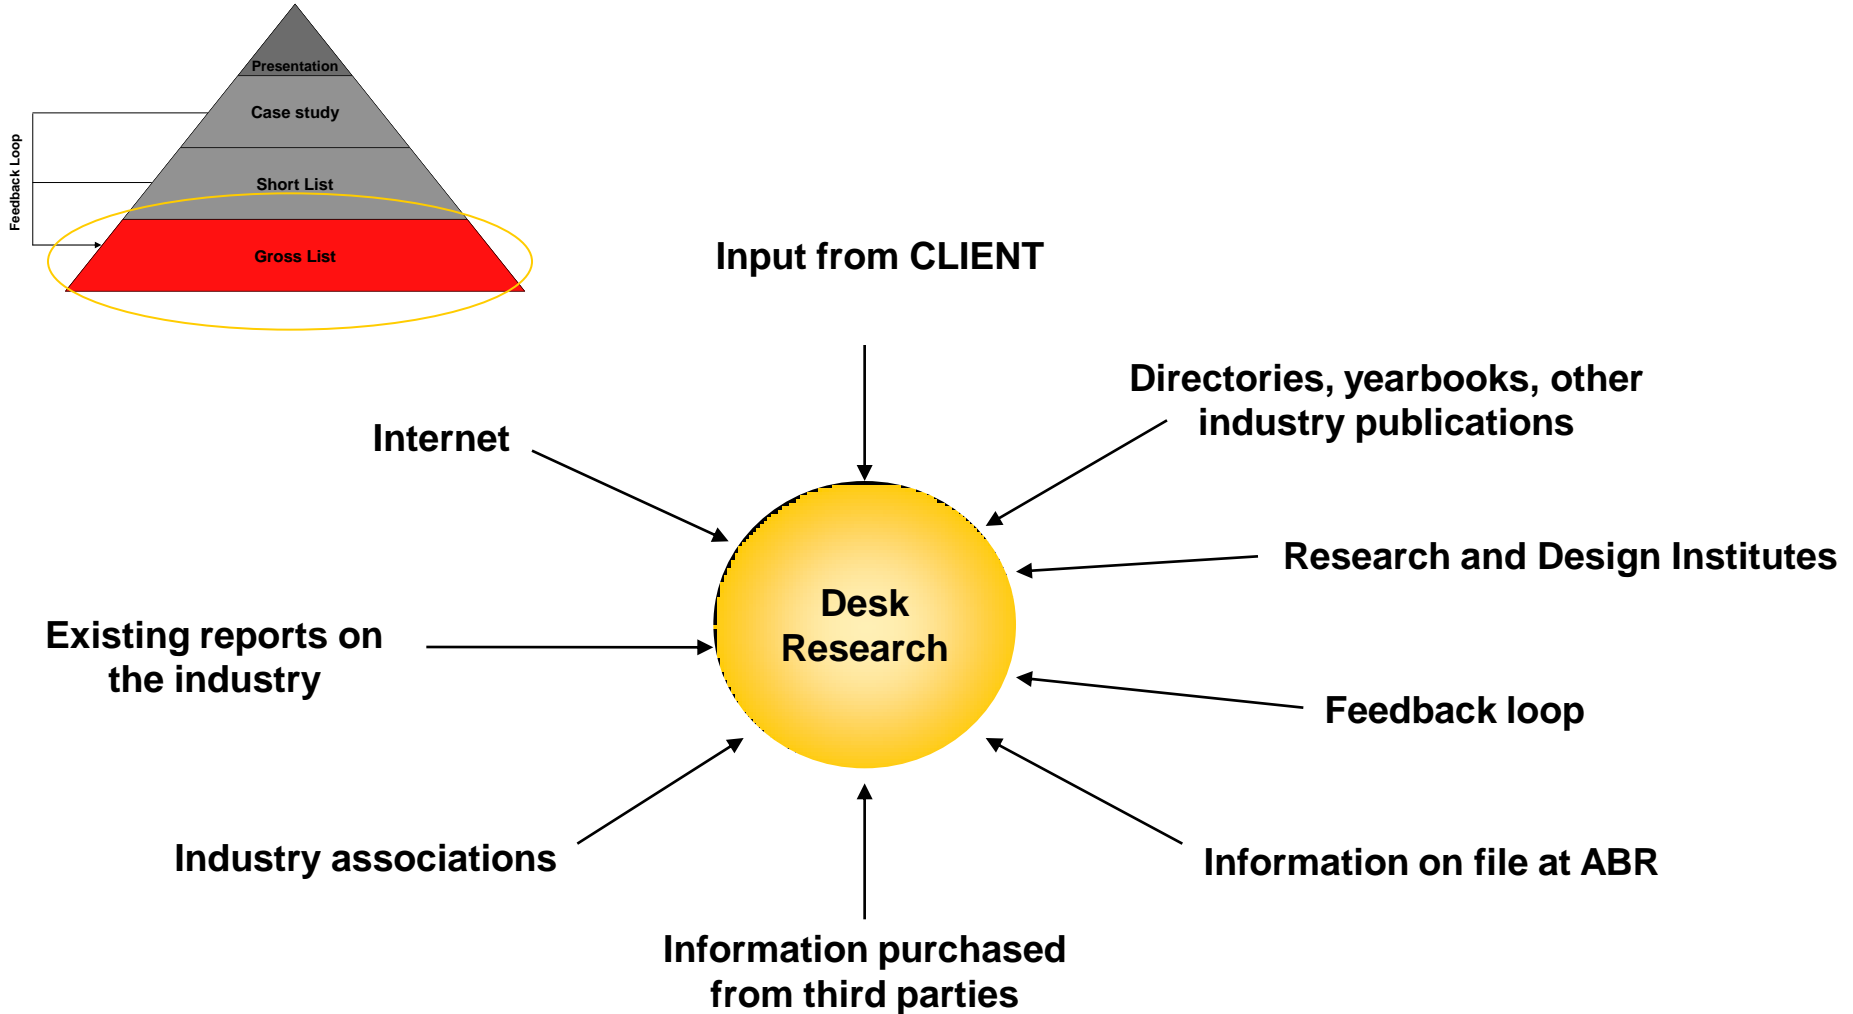 Presentation
Case study
Short List
Gross List
Feedback Loop
Input from CLIENT
Directories, yearbooks, other
industry publications
Internet
Research and Design Institutes
Desk
Research
Existing reports on
the industry
Feedback loop
Industry associations
Information on file at ABR
Information purchased
from third parties